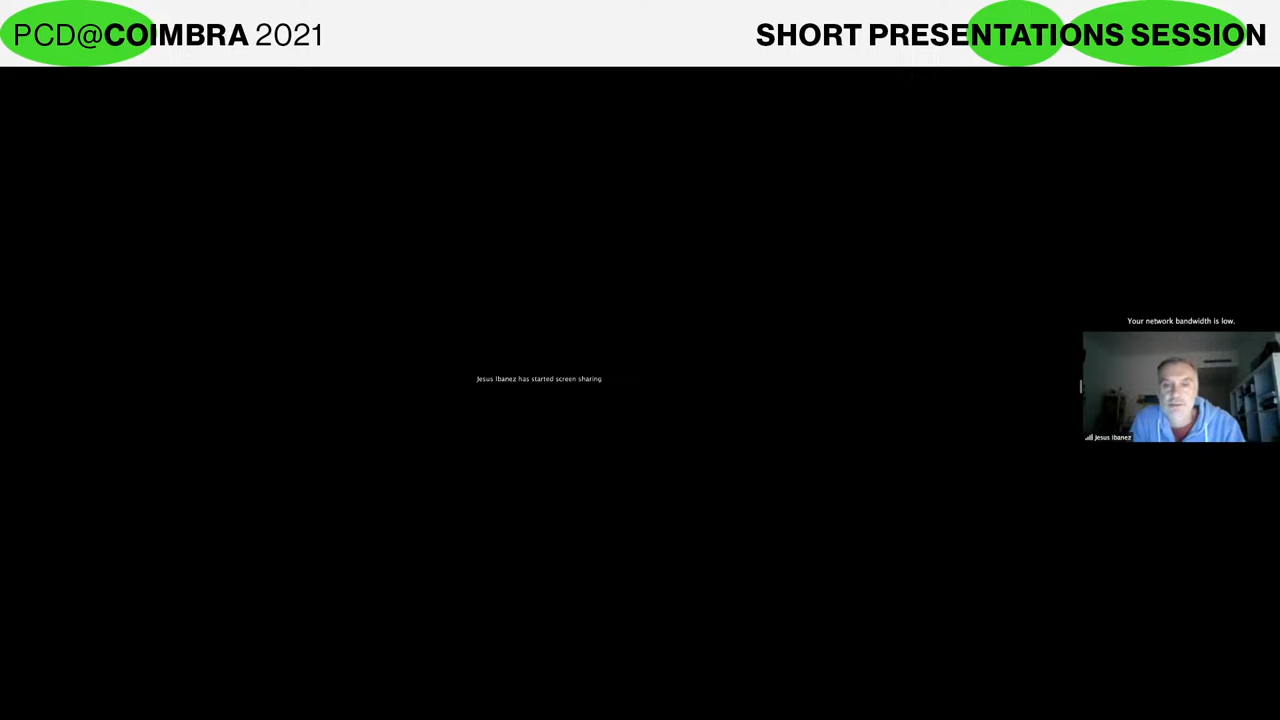 PCD@COIMBRA 2021
SHORT PRESENTATIONS SESSION
Your network bandwidth is low.
Jesus Ibanez has started screen sharing
Jesus Ibanez